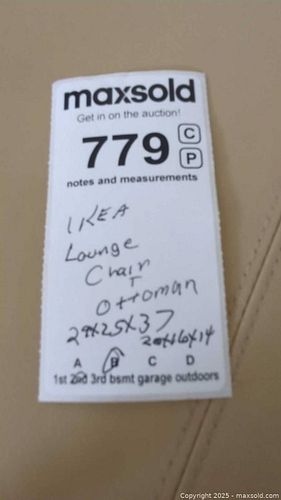 maxsold
Get in on the auction!
779 C
P
notes and measurements
IKEA
Lounge
Chair
+
Ottoman
29x25x37
20x16x14
A B C D
1st 2nd 3rd bsmt garage outdoors
Copyright © 2025 - maxsold.com